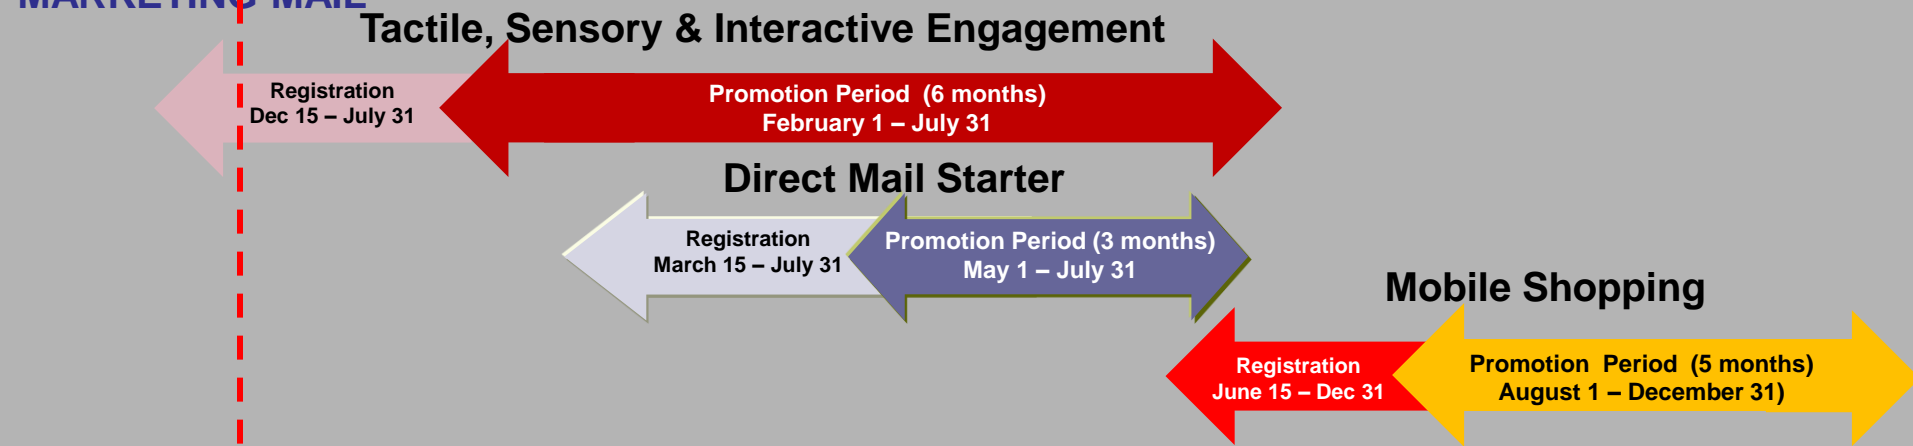 MARKETING MAIL
Tactile, Sensory & Interactive Engagement
Registration
Dec 15 – July 31
Promotion Period (6 months)
February 1 – July 31
Direct Mail Starter
Registration
March 15 – July 31
Promotion Period (3 months)
May 1 – July 31
Mobile Shopping
Registration
June 15 – Dec 31
Promotion Period (5 months)
August 1 – December 31)